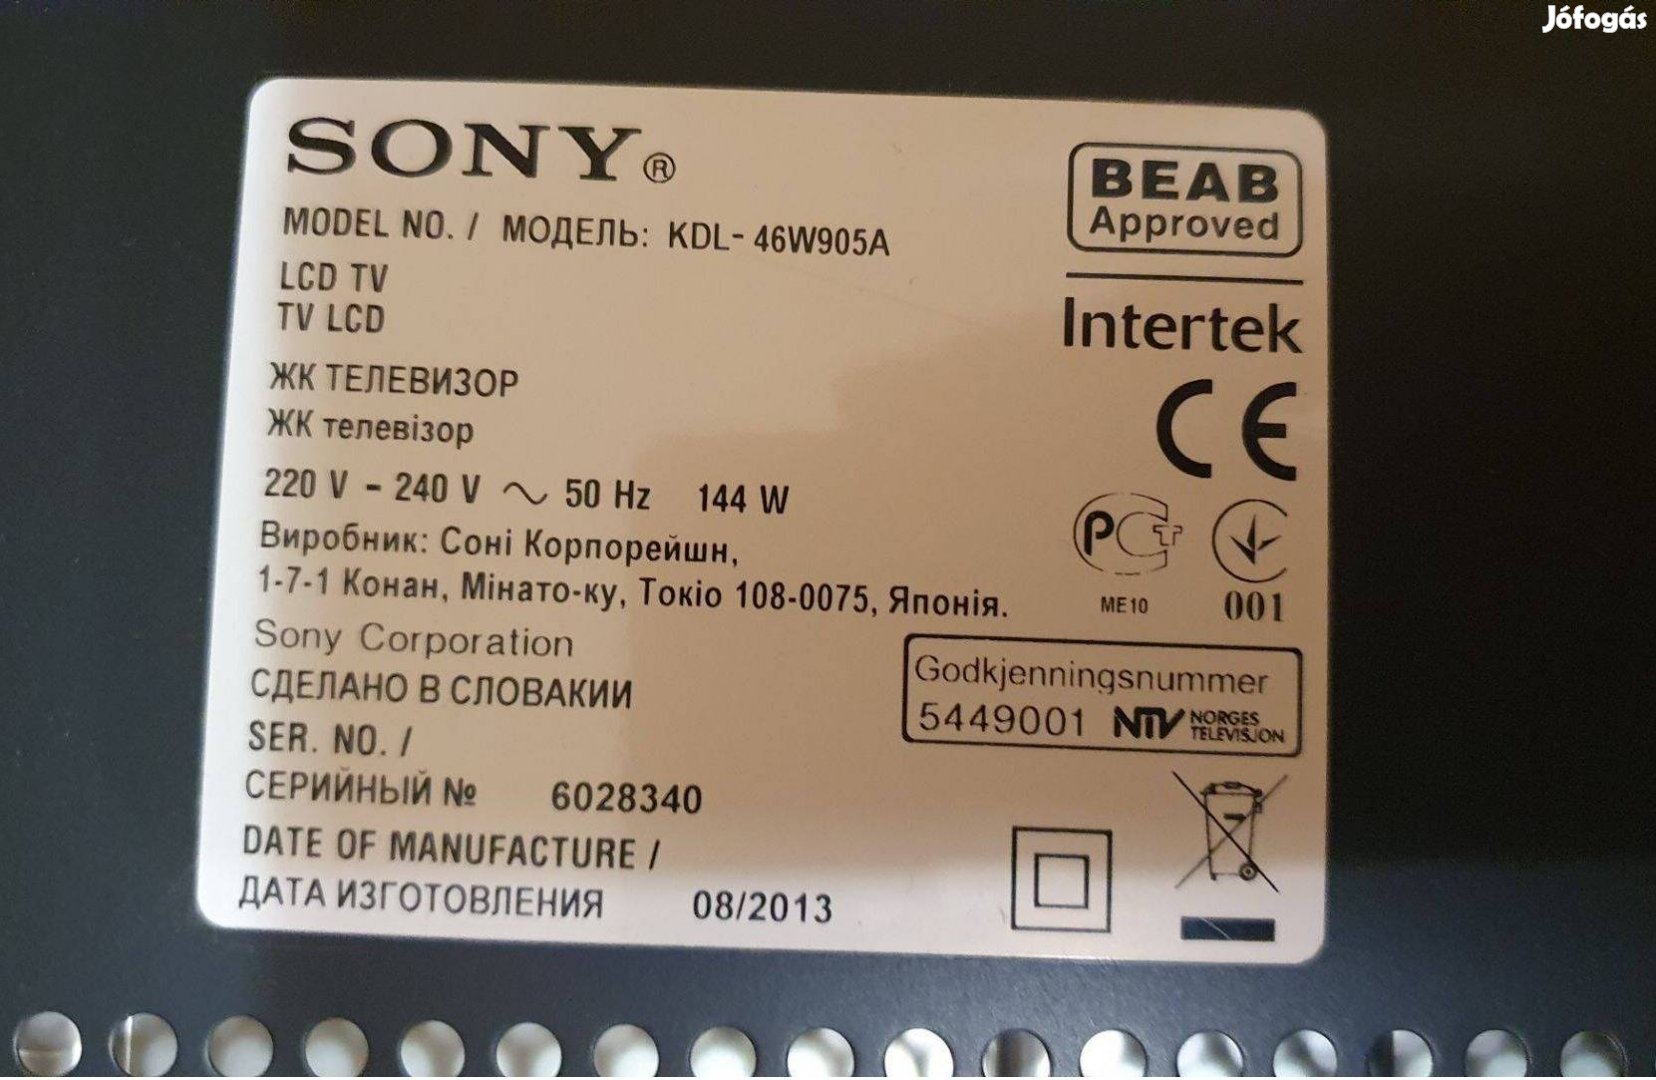 Jófogás
SONY®
MODEL NO. / МОДЕЛЬ: KDL- 46W905A
LCD TV
TV LCD
ЖК ТЕЛЕВИЗОР
ЖК телевізор
220 V - 240 V ~ 50 Hz 144 W
Виробник: Соні Корпорейшн,
1-7-1 Конан, Мінато-ку, Токіо 108-0075, Японія.
Sony Corporation
СДЕЛАНО В СЛОВАКИИ
SER. NO. /
СЕРИЙНЫЙ № 6028340
DATE OF MANUFACTURE /
ДАТА ИЗГОТОВЛЕНИЯ 08/2013
BEAB
Approved
Intertek
CE
РСТ
ME10
001
Godkjenningsnummer
5449001 NTV NORGES
TELEVISJON